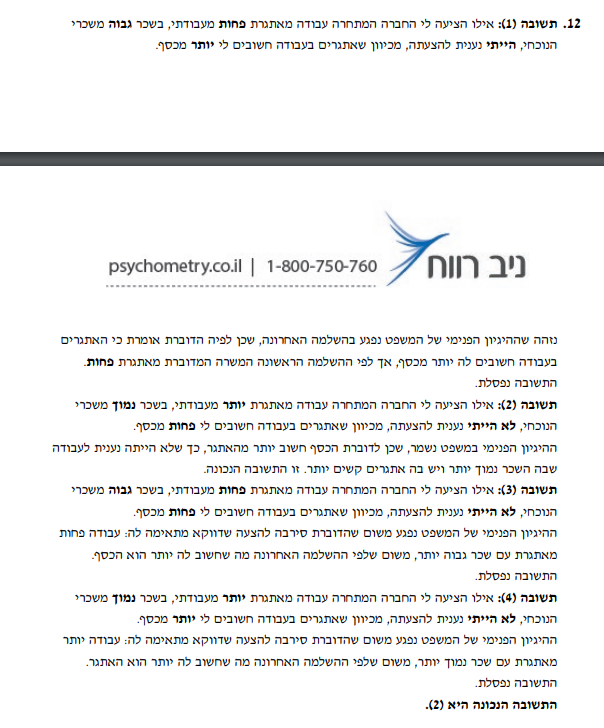 12. תשובה (1): אילו הציעה לי החברה המתחרה עבודה מאתגרת פחות מעבודתי, בשכר גבוה משכרי
הנוכחי, הייתי נענית להצעתה, מכיוון שאתגרים בעבודה חשובים לי יותר מכסף.
ניב רווח
psychometry.co.il | 1-800-750-760
נזהה שההיגיון הפנימי של המשפט נפגע בהשלמה האחרונה, שכן לפיה הדוברת אומרת כי האתגרים
בעבודה חשובים לה יותר מכסף, אך לפי ההשלמה הראשונה המשרה המדוברת מאתגרת פחות.
התשובה נפסלת.
תשובה (2): אילו הציעה לי החברה המתחרה עבודה מאתגרת יותר מעבודתי, בשכר נמוך משכרי
הנוכחי, לא הייתי נענית להצעתה, מכיוון שאתגרים בעבודה חשובים לי פחות מכסף.
ההיגיון הפנימי במשפט נשמר, שכן לדוברת הכסף חשוב יותר מהאתגר, כך שלא הייתה נענית לעבודה
שבה השכר נמוך יותר ויש בה אתגרים קשים יותר. זו התשובה הנכונה.
תשובה (3): אילו הציעה לי החברה המתחרה עבודה מאתגרת פחות מעבודתי, בשכר גבוה משכרי
הנוכחי, לא הייתי נענית להצעתה, מכיוון שאתגרים בעבודה חשובים לי פחות מכסף.
ההיגיון הפנימי של המשפט נפגע משום שהדוברת סירבה להצעה שדווקא מתאימה לה: עבודה פחות
מאתגרת עם שכר גבוה יותר, משום שלפי ההשלמה האחרונה מה שחשוב לה יותר הוא הכסף.
התשובה נפסלת.
תשובה (4): אילו הציעה לי החברה המתחרה עבודה מאתגרת יותר מעבודתי, בשכר נמוך משכרי
הנוכחי, לא הייתי נענית להצעתה, מכיוון שאתגרים בעבודה חשובים לי יותר מכסף.
ההיגיון הפנימי של המשפט נפגע משום שהדוברת סירבה להצעה שדווקא מתאימה לה: עבודה יותר
מאתגרת עם שכר נמוך יותר, משום שלפי ההשלמה האחרונה מה שחשוב לה יותר הוא האתגר.
התשובה נפסלת.
התשובה הנכונה היא (2).